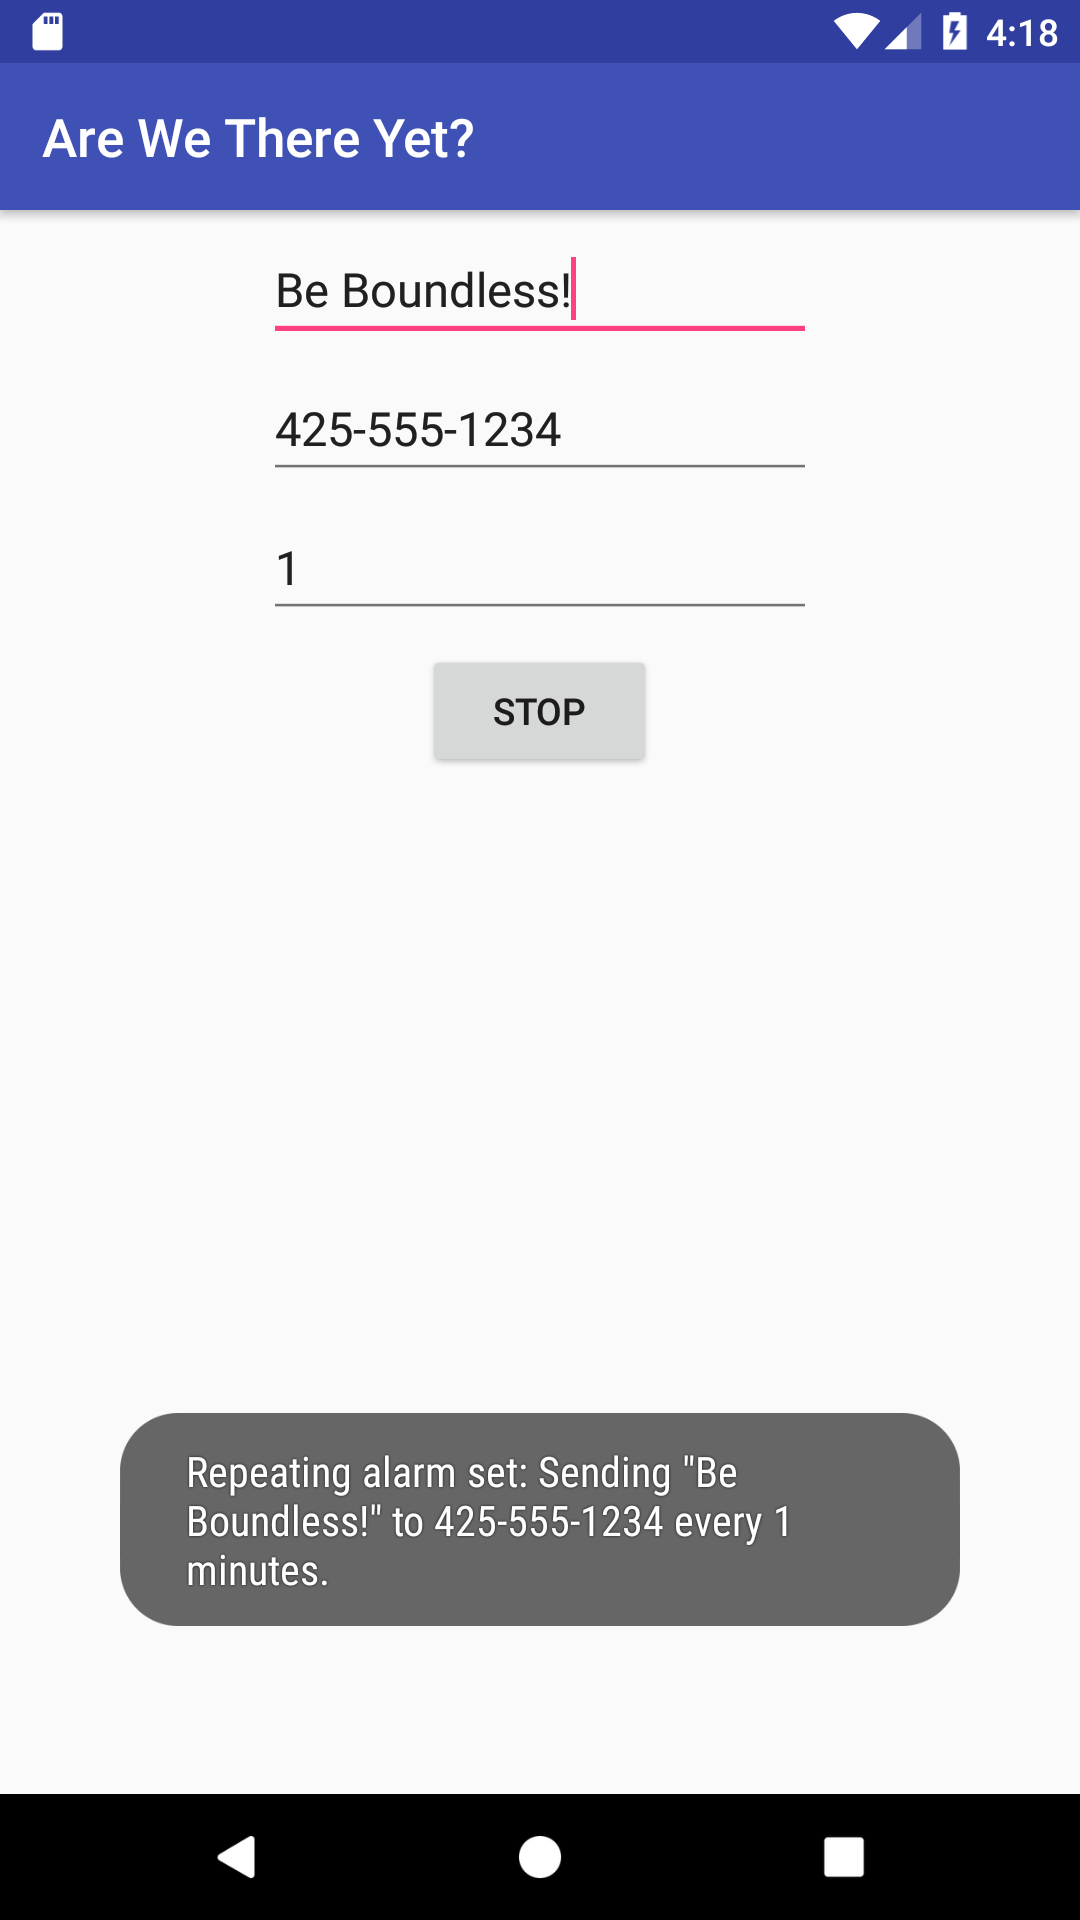 4:18
Are We There Yet?
Be Boundless!
425-555-1234
1
STOP
Repeating alarm set: Sending "Be
Boundless!" to 425-555-1234 every 1
minutes.